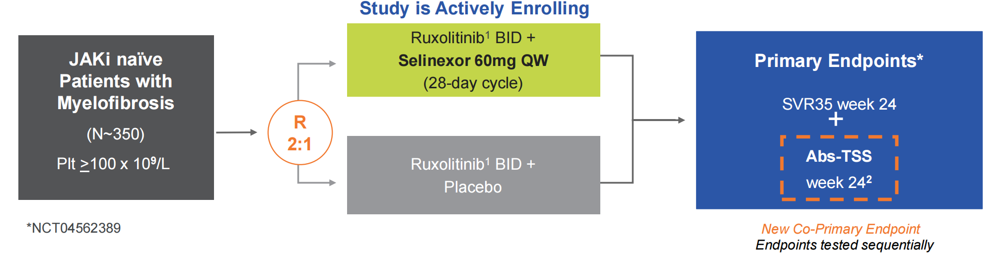 Study is Actively Enrolling
JAKi naïve
Patients with
Myelofibrosis
(N~350)
Plt ≥100 x 10⁹/L
*NCT04562389
R
2:1
Ruxolitinib¹ BID +
Selinexor 60mg QW
(28-day cycle)
Ruxolitinib¹ BID +
Placebo
Primary Endpoints*
SVR35 week 24
+
Abs-TSS
week 24²
New Co-Primary Endpoint
Endpoints tested sequentially